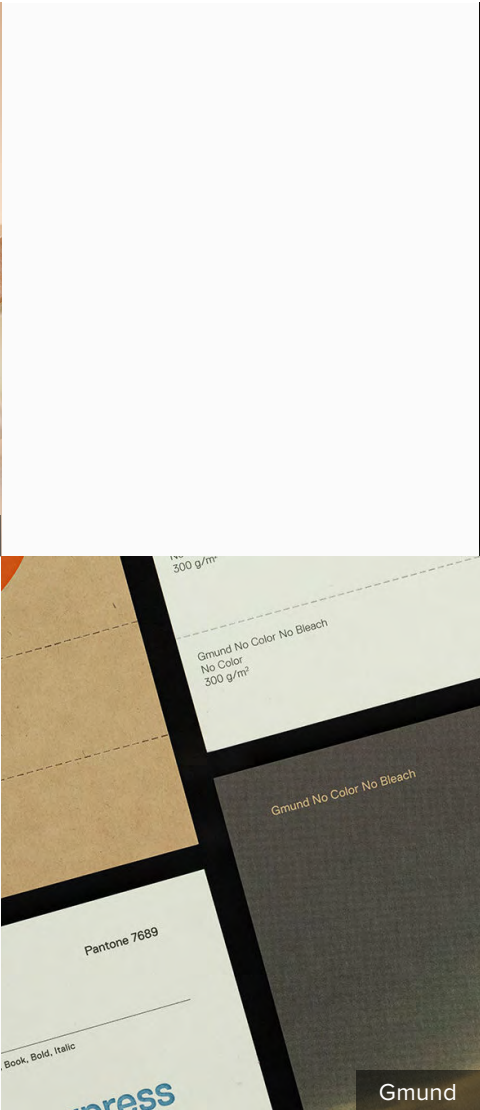 300 g/m²
Gmund No Color No Bleach
No Color
300 g/m²
Gmund No Color No Bleach
Pantone 7689
, Book, Bold, Italic
press
Gmund